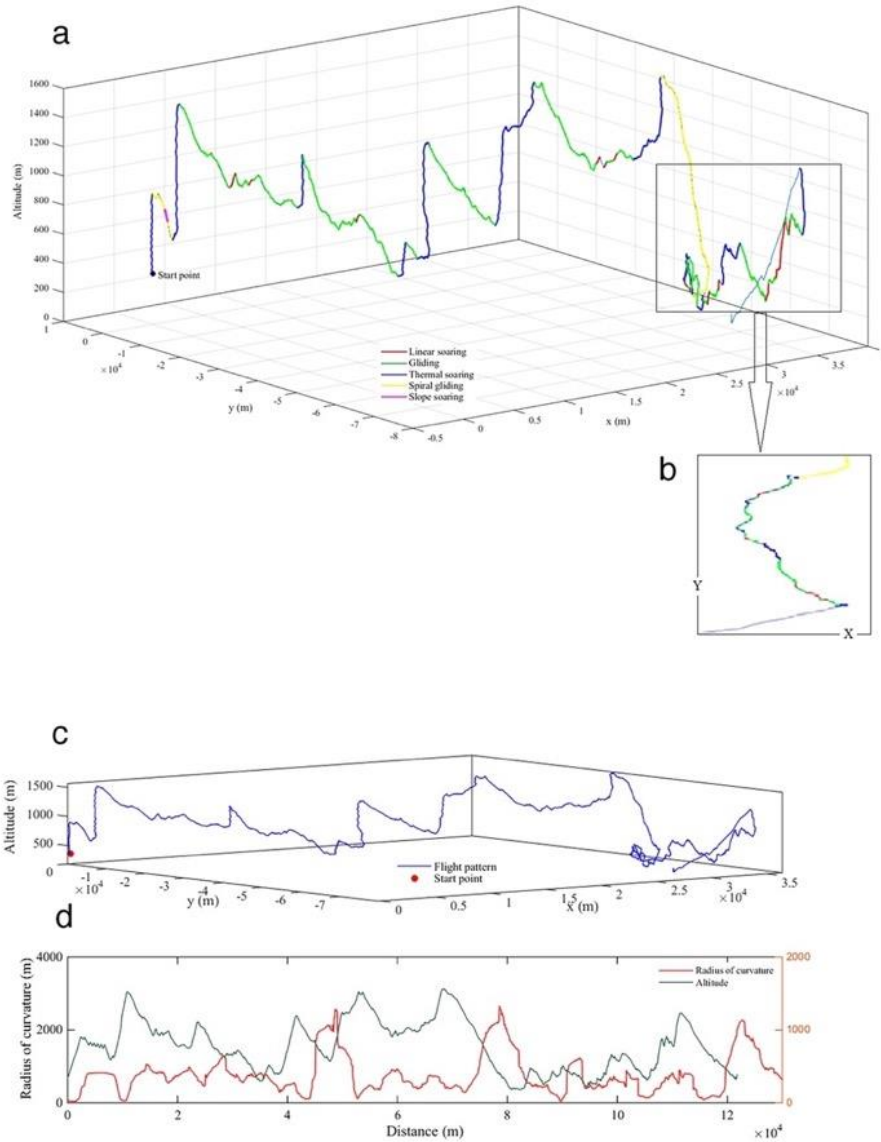 a
1600
1400
1200
1000
800
600
400
200
0
Altitude (m)
Start point
1
0
-1
×10⁴
-2
-3
-4
-5
-6
-7
-8
y (m)
Linear soaring
Gliding
Thermal soaring
Spiral gliding
Slope soaring
-0.5
0
0.5
1
1.5
2
2.5
3
3.5
×10⁴
x (m)
b
Y
X
c
1500
1000
500
0
Altitude (m)
-1
×10⁴
-2
-3
-4
-5
-6
-7
y (m)
Flight pattern
Start point
0
0.5
1
1.5
2
2.5
3
3.5
×10⁴
x (m)
d
4000
2000
0
Radius of curvature (m)
2000
1000
0
Radius of curvature
Altitude
0
2
4
6
8
10
12
×10⁴
Distance (m)